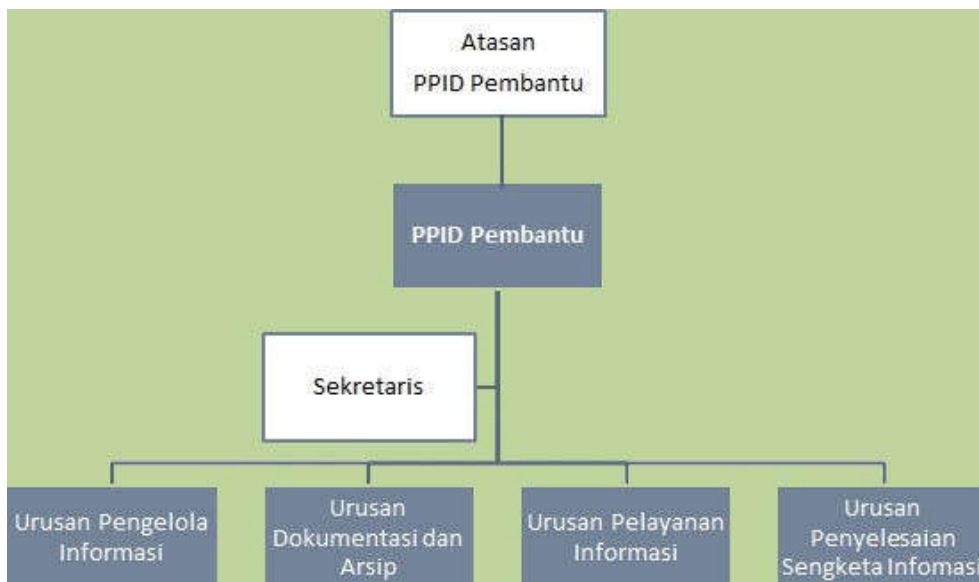 Atasan
PPID Pembantu
PPID Pembantu
Sekretaris
Urusan Pengelola
Informasi
Urusan
Dokumentasi dan
Arsip
Urusan Pelayanan
Informasi
Urusan
Penyelesaian
Sengketa Infomas